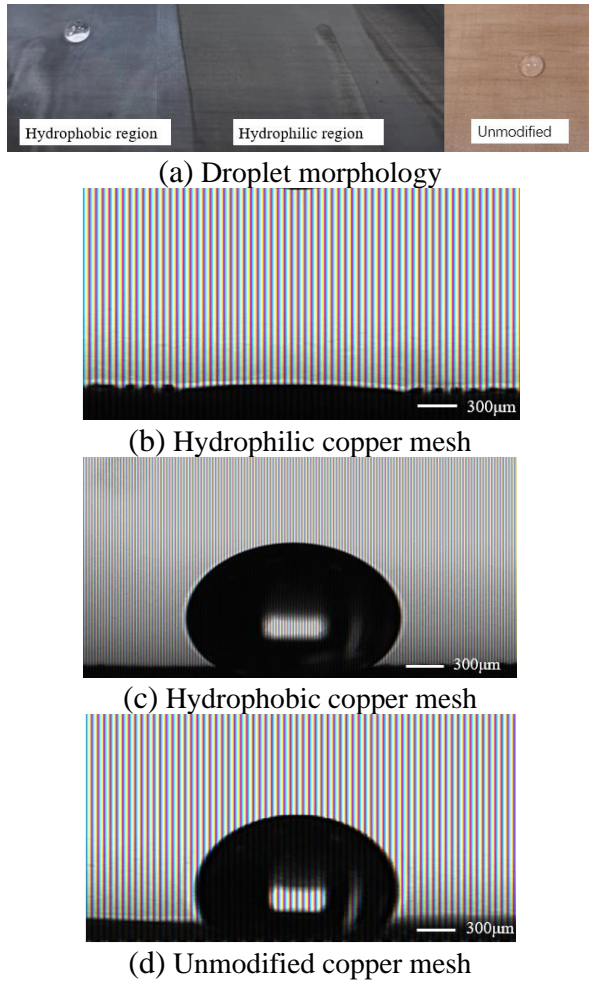 Hydrophobic region
Hydrophilic region
Unmodified
(a) Droplet morphology
300μm
(b) Hydrophilic copper mesh
300μm
(c) Hydrophobic copper mesh
300μm
(d) Unmodified copper mesh